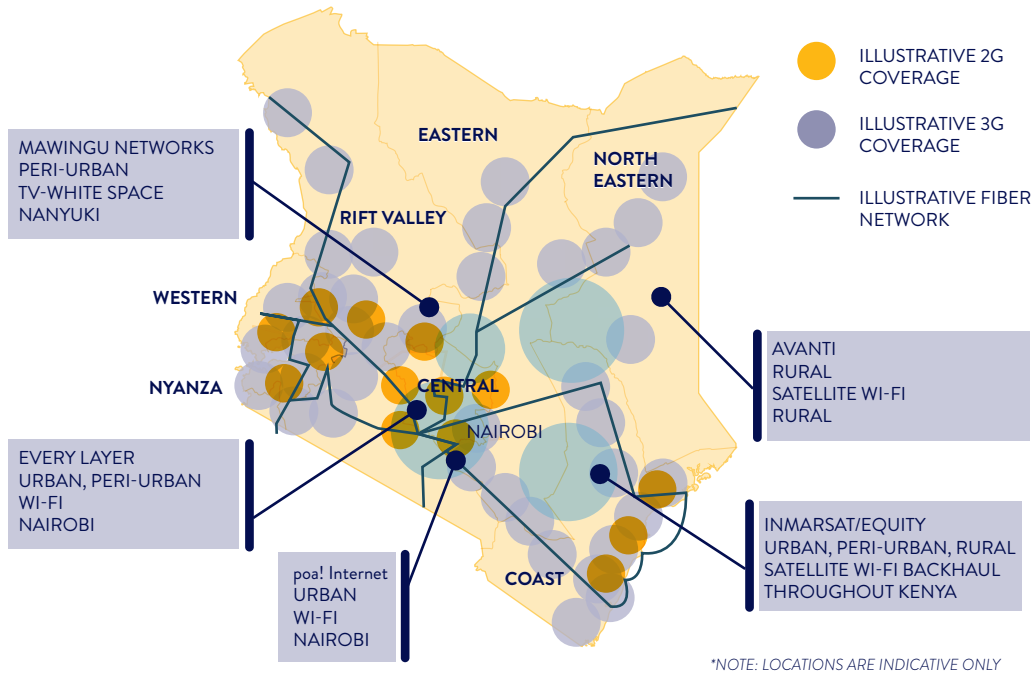 ILLUSTRATIVE 2G
COVERAGE
ILLUSTRATIVE 3G
COVERAGE
ILLUSTRATIVE FIBER
NETWORK
EASTERN
NORTH
EASTERN
RIFT VALLEY
WESTERN
NYANZA
CENTRAL
NAIROBI
COAST
MAWINGU NETWORKS
PERI-URBAN
TV-WHITE SPACE
NANYUKI
AVANTI
RURAL
SATELLITE WI-FI
RURAL
EVERY LAYER
URBAN, PERI-URBAN
WI-FI
NAIROBI
poa! Internet
URBAN
WI-FI
NAIROBI
INMARSAT/EQUITY
URBAN, PERI-URBAN, RURAL
SATELLITE WI-FI BACKHAUL
THROUGHOUT KENYA
*NOTE: LOCATIONS ARE INDICATIVE ONLY